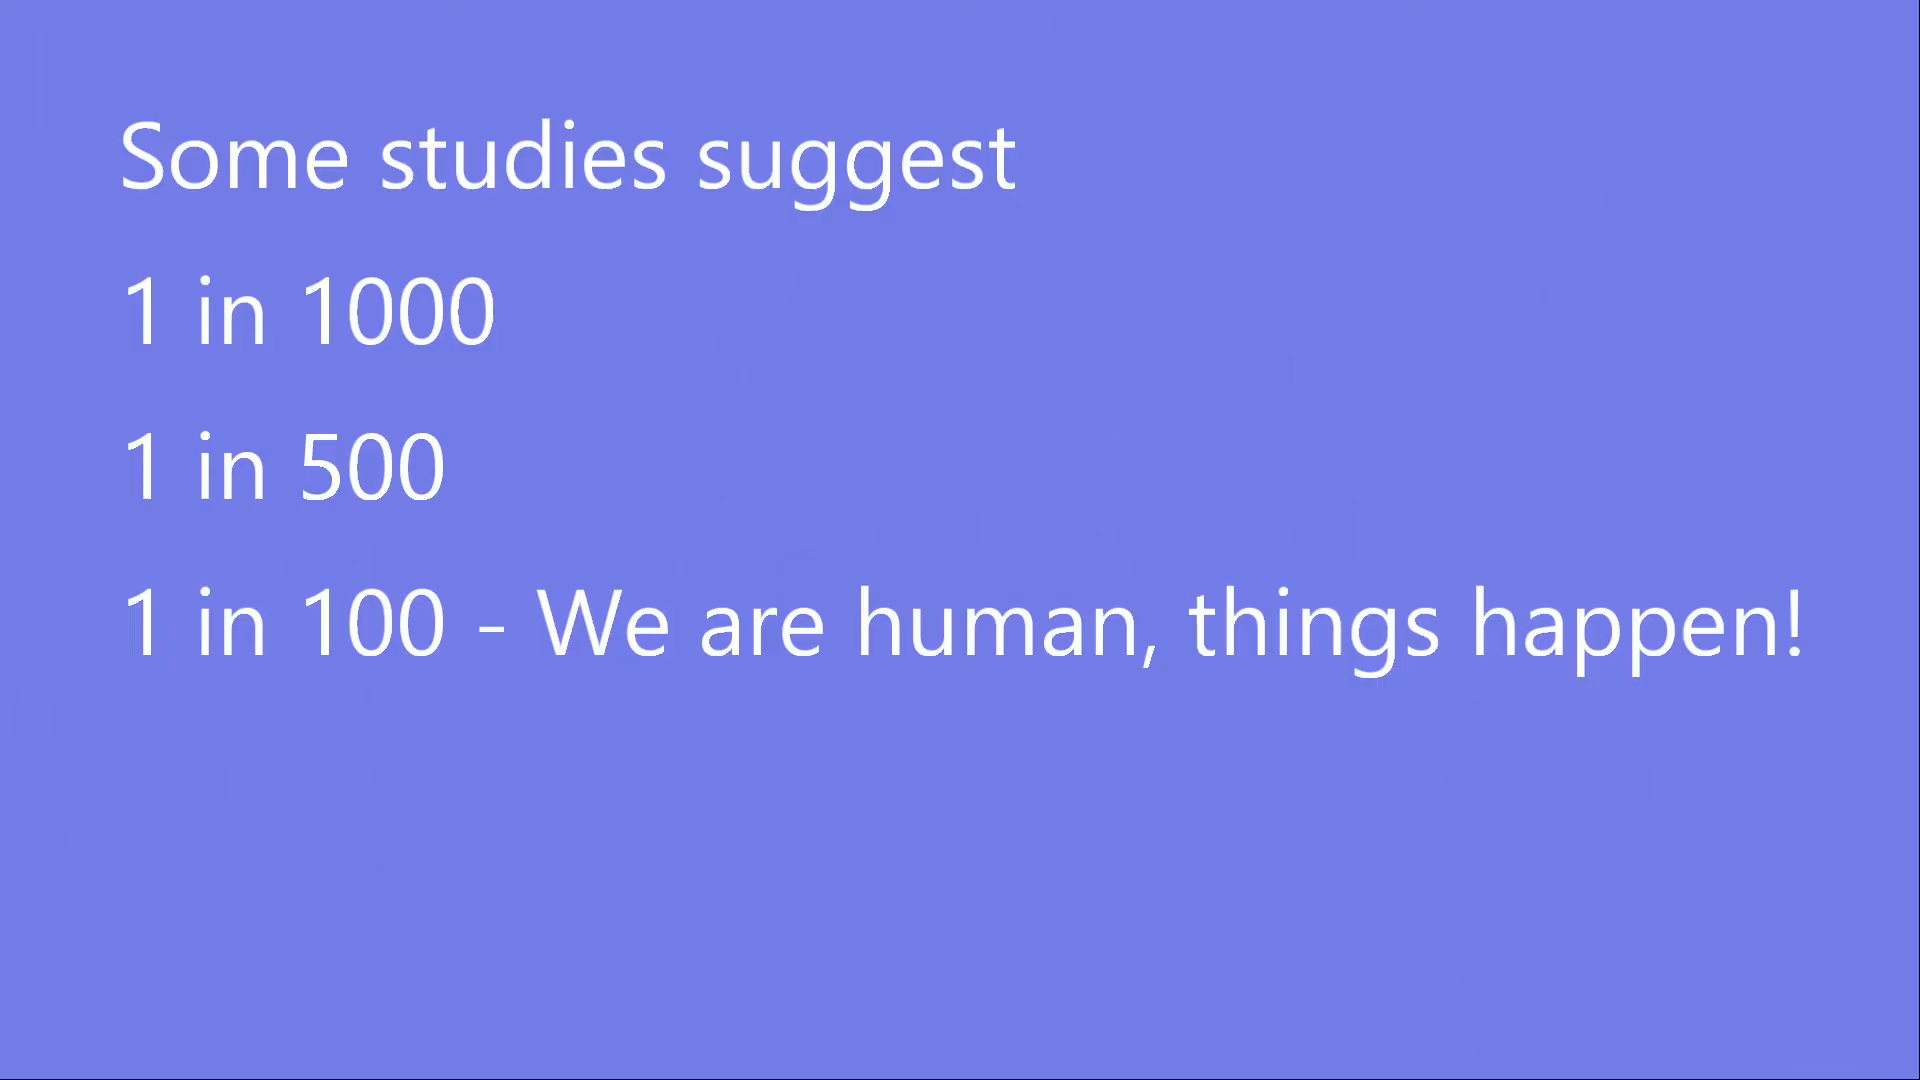 Some studies suggest
1 in 1000
1 in 500
1 in 100 - We are human, things happen!